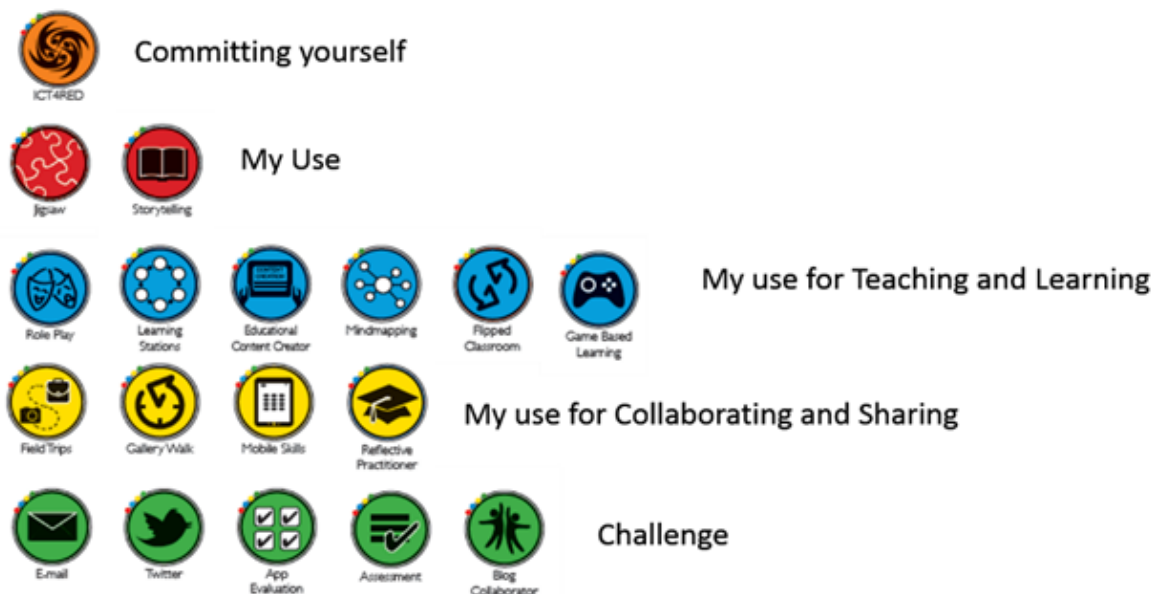 Committing yourself
ICT4RED
My Use
Jigsaw
Storytelling
CONTENT
CREATION
My use for Teaching and Learning
Role Play
Learning
Stations
Educational
Content Creator
Mindmapping
Flipped
Classroom
Game Based
Learning
My use for Collaborating and Sharing
Field Trips
Gallery Walk
Mobile Skills
Reflective
Practitioner
Challenge
E-mail
Twitter
App
Evaluation
Assessment
Blog
Collaborator